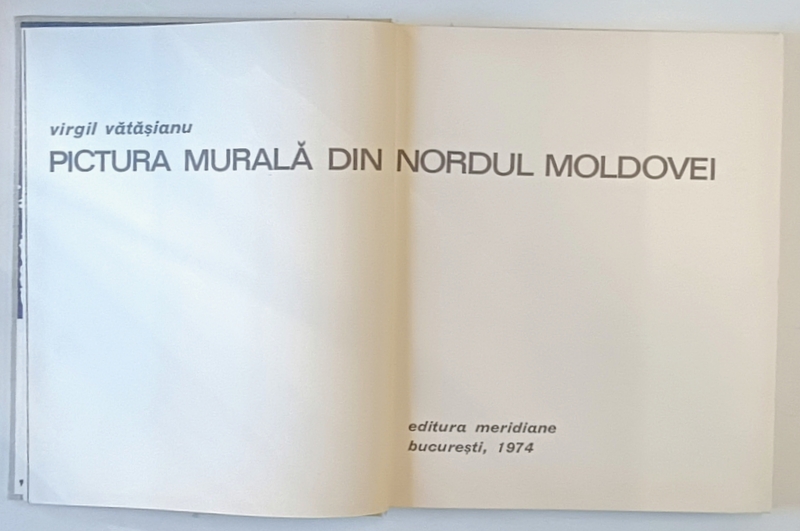 virgil vătășianu
PICTURA MURALĂ DIN NORDUL MOLDOVEI
editura meridiane
bucurești, 1974